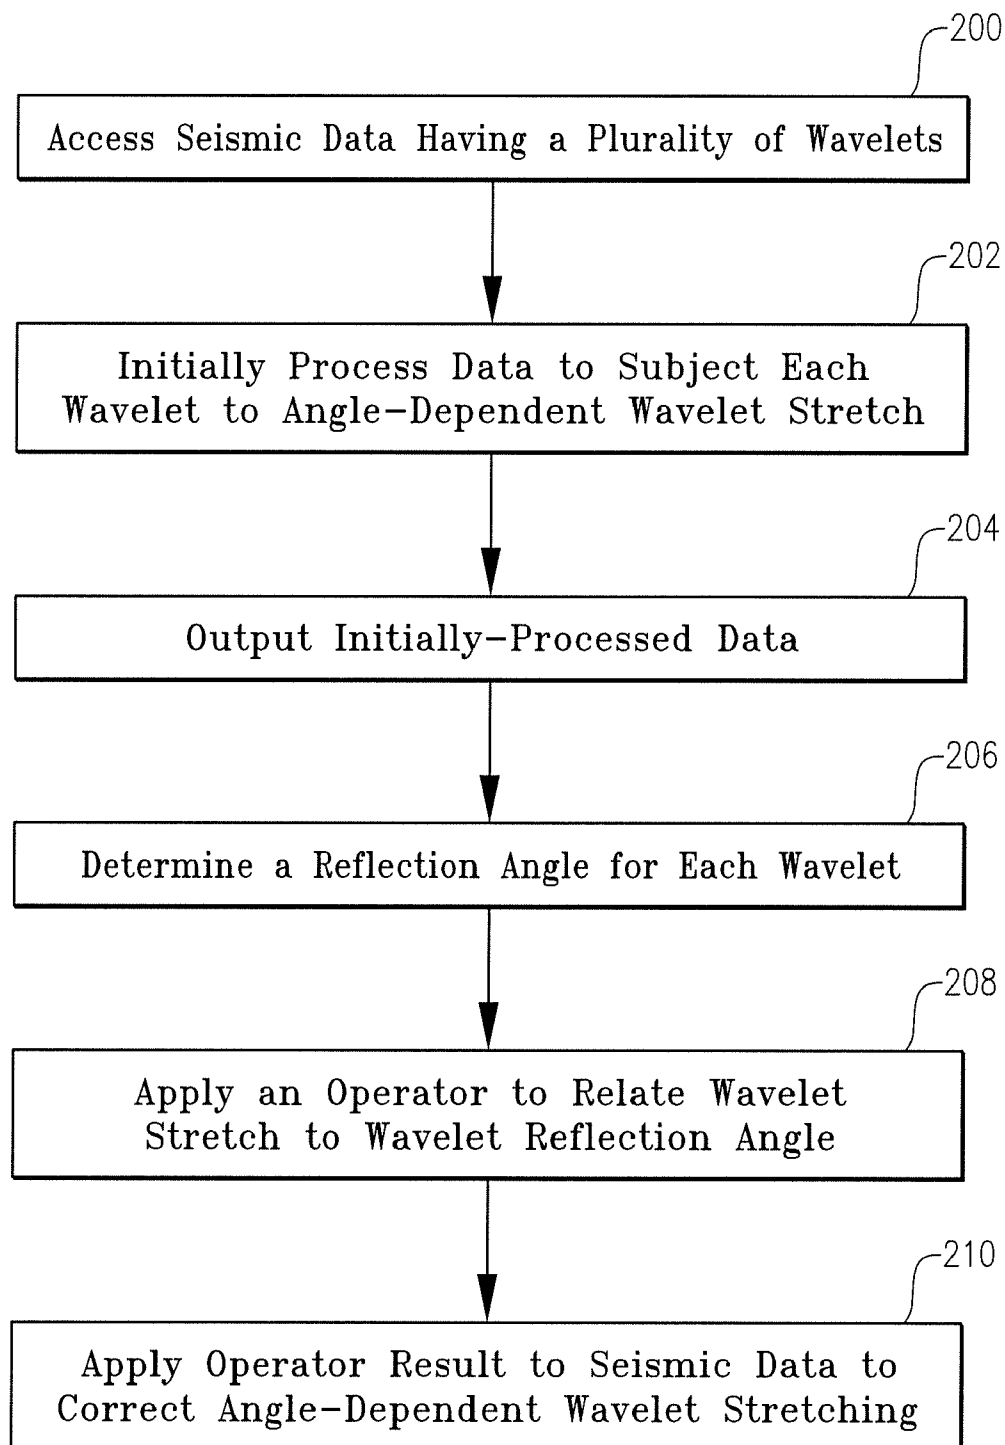 200
Access Seismic Data Having a Plurality of Wavelets
202
Initially Process Data to Subject Each
Wavelet to Angle-Dependent Wavelet Stretch
204
Output Initially-Processed Data
206
Determine a Reflection Angle for Each Wavelet
208
Apply an Operator to Relate Wavelet
Stretch to Wavelet Reflection Angle
210
Apply Operator Result to Seismic Data to
Correct Angle-Dependent Wavelet Stretching